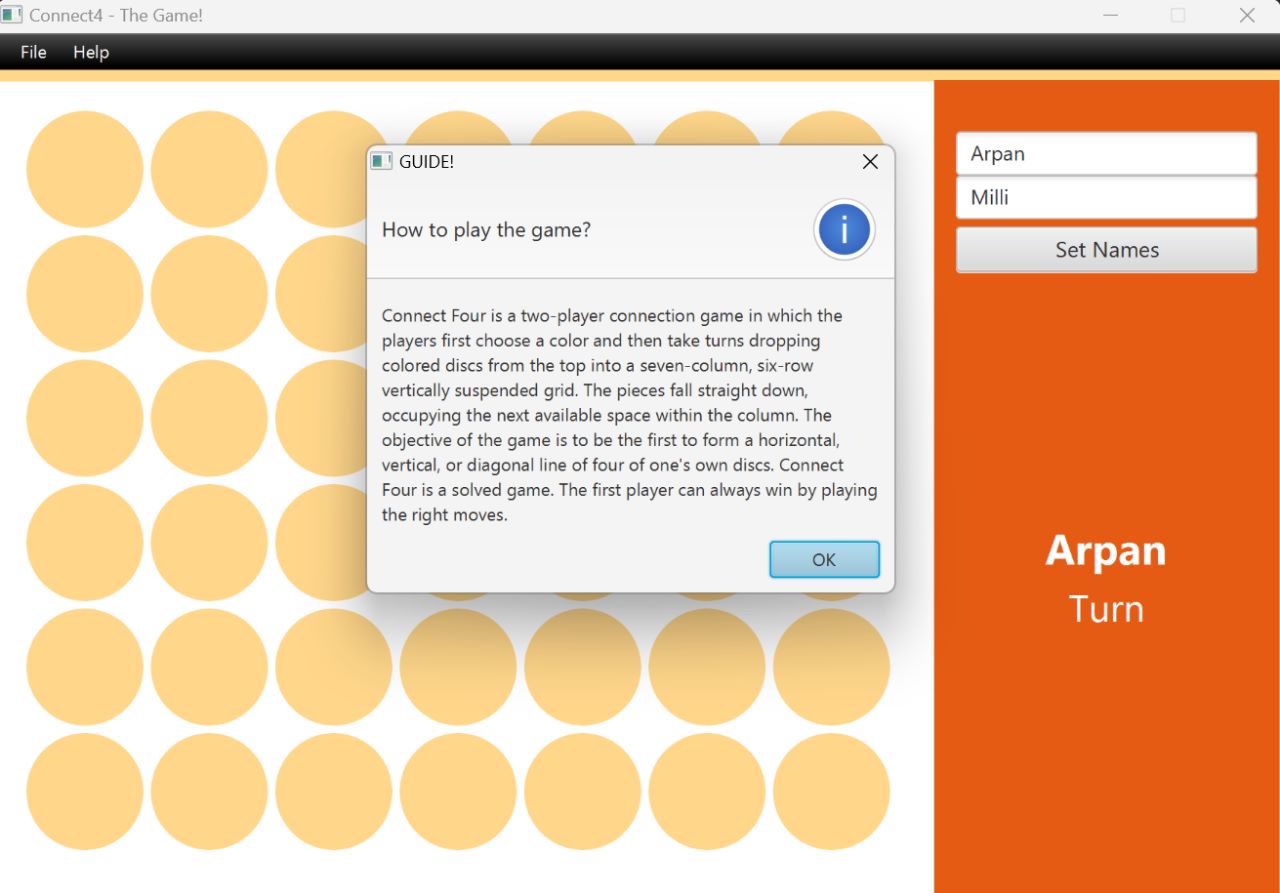 Connect4 - The Game!
File Help
GUIDE!
How to play the game?
i
Connect Four is a two-player connection game in which the
players first choose a color and then take turns dropping
colored discs from the top into a seven-column, six-row
vertically suspended grid. The pieces fall straight down,
occupying the next available space within the column. The
objective of the game is to be the first to form a horizontal,
vertical, or diagonal line of four of one's own discs. Connect
Four is a solved game. The first player can always win by playing
the right moves.
OK
Arpan
Milli
Set Names
Arpan
Turn